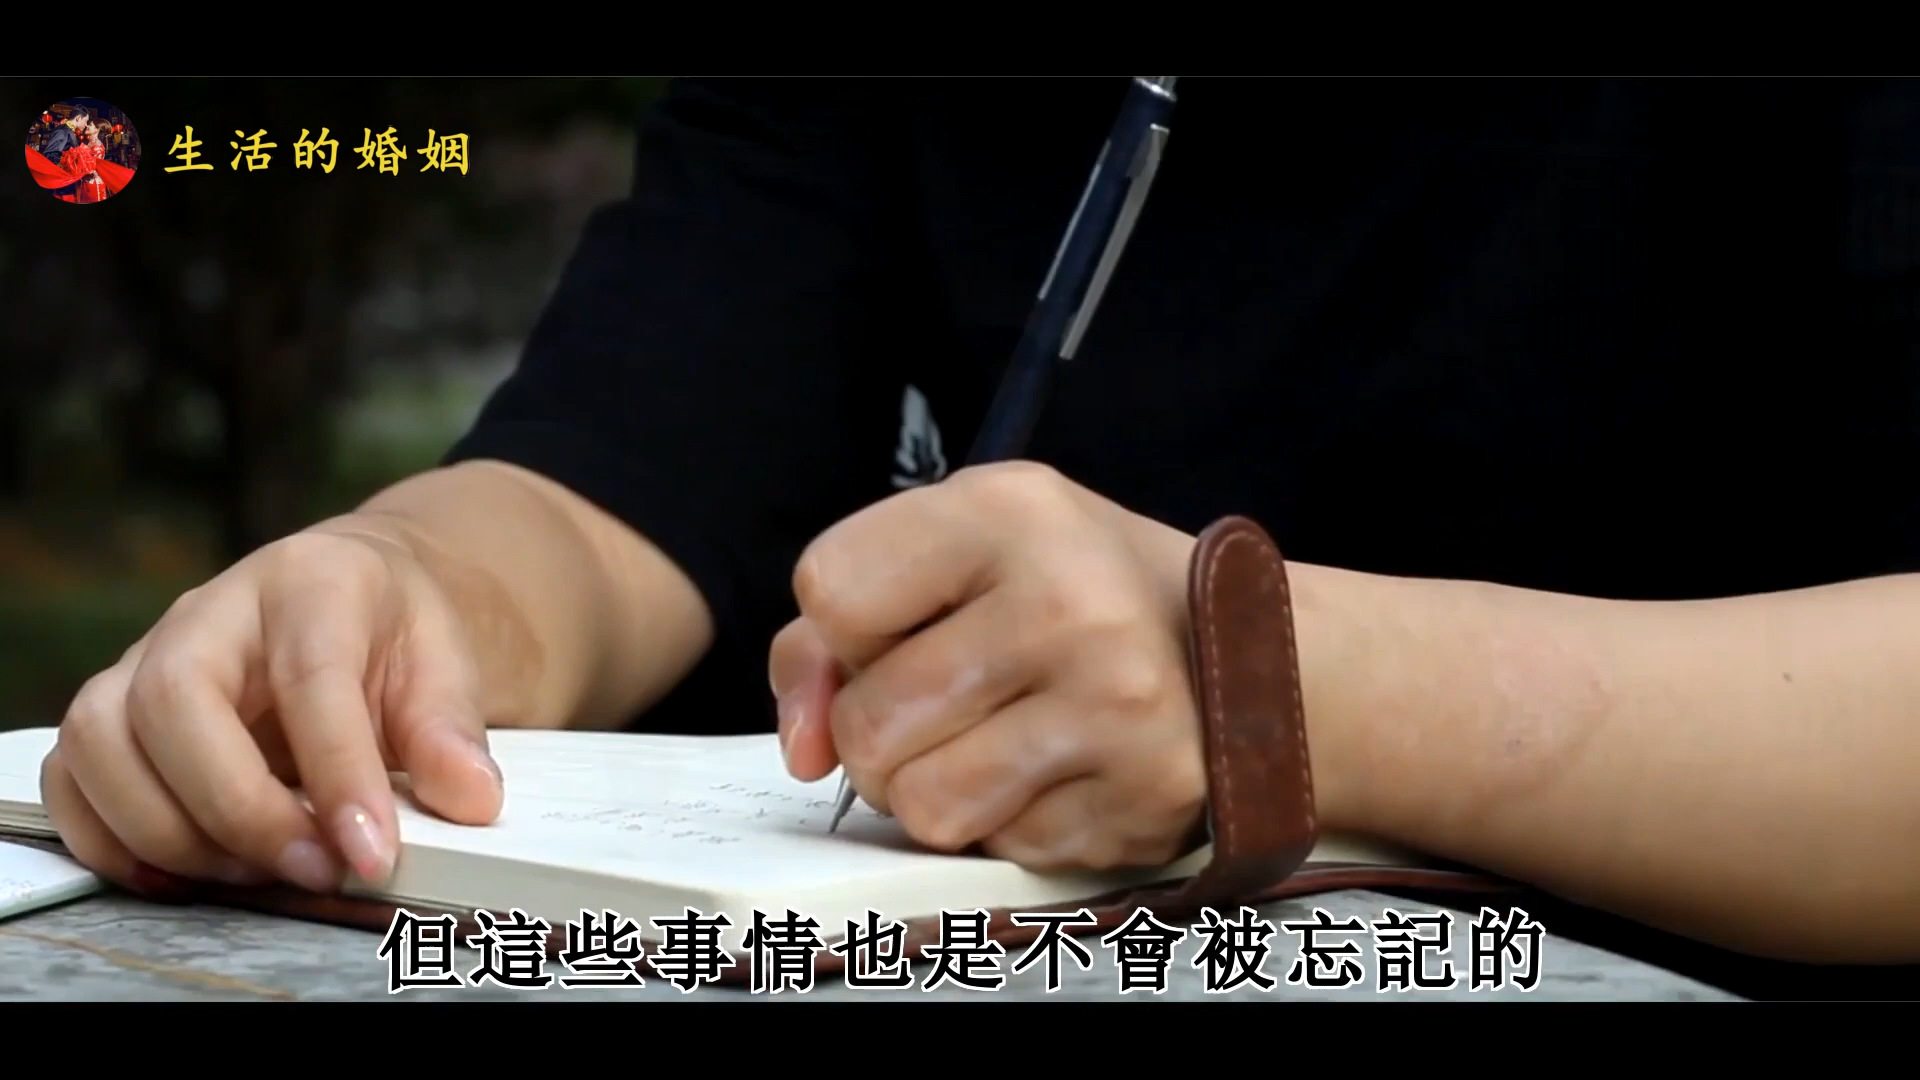 生活的婚姻
但這些事情也是不會被忘記的